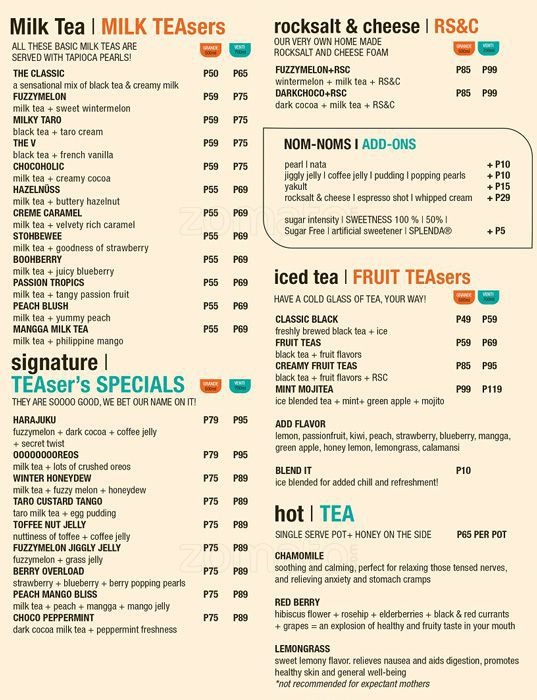 Milk Tea | MILK TEAsers
ALL THESE BASIC MILK TEAS ARE
SERVED WITH TAPIOCA PEARLS!
GRANDE VENTI
THE CLASSIC P50 P65
a sensational mix of black tea & creamy milk
FUZZYMELON P59 P75
milk tea + sweet wintermelon
MILKY TARO P59 P75
black tea + taro cream
THE V P59 P75
black tea + french vanilla
CHOCOHOLIC P59 P75
milk tea + creamy cocoa
HAZELNÜSS P55 P69
milk tea + buttery hazelnut
CREME CARAMEL P55 P69
milk tea + velvety rich caramel
STOHBEWEE P55 P69
milk tea + goodness of strawberry
BOOHBERRY P55 P69
milk tea + juicy blueberry
PASSION TROPICS P55 P69
milk tea + tangy passion fruit
PEACH BLUSH P55 P69
milk tea + yummy peach
MANGGA MILK TEA P55 P69
milk tea + philippine mango
signature |
TEAser's SPECIALS
GRANDE VENTI
THEY ARE SOOOO GOOD, WE BET OUR NAME ON IT!
HARAJUKU P79 P95
fuzzymelon + dark cocoa + coffee jelly
+ secret twist
OOOOOOOREOS P79 P95
milk tea + lots of crushed oreos
WINTER HONEYDEW P75 P89
milk tea + fuzzy melon + honeydew
TARO CUSTARD TANGO P75 P89
taro milk tea + egg pudding
TOFFEE NUT JELLY P75 P89
nuttiness of toffee + coffee jelly
FUZZYMELON JIGGLY JELLY P75 P89
fuzzymelon + grass jelly
BERRY OVERLOAD P75 P89
strawberry + blueberry + berry popping pearls
PEACH MANGO BLISS P75 P89
milk tea + peach + mangga + mango jelly
CHOCO PEPPERMINT P75 P89
dark cocoa milk tea + peppermint freshness
rocksalt & cheese | RS&C
OUR VERY OWN HOME MADE
ROCKSALT AND CHEESE FOAM
GRANDE VENTI
FUZZYMELON+RSC P85 P99
wintermelon + milk tea + RS&C
DARKCHOCO+RSC P85 P99
dark cocoa + milk tea + RS&C
NOM-NOMS I ADD-ONS
pearl | nata + P10
jiggly jelly | coffee jelly | pudding | popping pearls + P10
yakult + P15
rocksalt & cheese | espresso shot | whipped cream + P29
sugar intensity | SWEETNESS 100 % | 50% |
Sugar Free | artificial sweetener | SPLENDA® + P5
iced tea | FRUIT TEAsers
HAVE A COLD GLASS OF TEA, YOUR WAY!
GRANDE VENTI
CLASSIC BLACK P49 P59
freshly brewed black tea + ice
FRUIT TEAS P59 P69
black tea + fruit flavors
CREAMY FRUIT TEAS P85 P95
black tea + fruit flavors + RSC
MINT MOJITEA P99 P119
ice blended tea + mint+ green apple + mojito
ADD FLAVOR
lemon, passionfruit, kiwi, peach, strawberry, blueberry, mangga,
green apple, honey lemon, lemongrass, calamansi
BLEND IT P10
ice blended for added chill and refreshment!
hot | TEA
SINGLE SERVE POT+ HONEY ON THE SIDE P65 PER POT
CHAMOMILE
soothing and calming, perfect for relaxing those tensed nerves,
and relieving anxiety and stomach cramps
RED BERRY
hibiscus flower + rosehip + elderberries + black & red currants
+ grapes = an explosion of healthy and fruity taste in your mouth
LEMONGRASS
sweet lemony flavor. relieves nausea and aids digestion, promotes
healthy skin and general well-being
*not recommended for expectant mothers